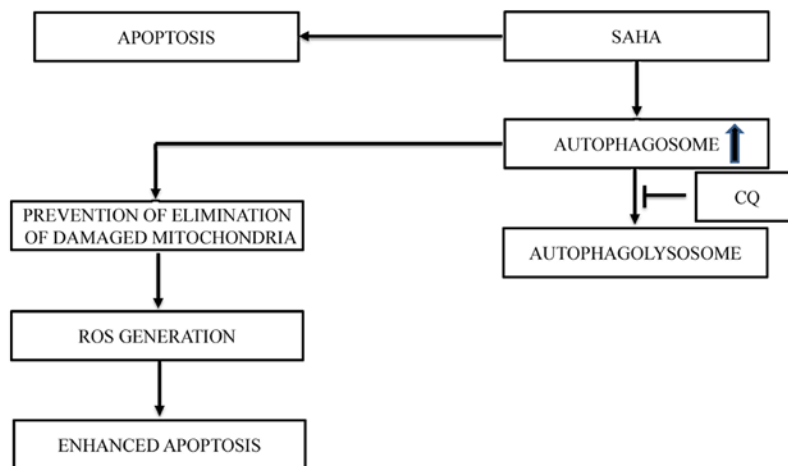 APOPTOSIS
SAHA
AUTOPHAGOSOME
CQ
PREVENTION OF ELIMINATION
OF DAMAGED MITOCHONDRIA
AUTOPHAGOLYSOSOME
ROS GENERATION
ENHANCED APOPTOSIS